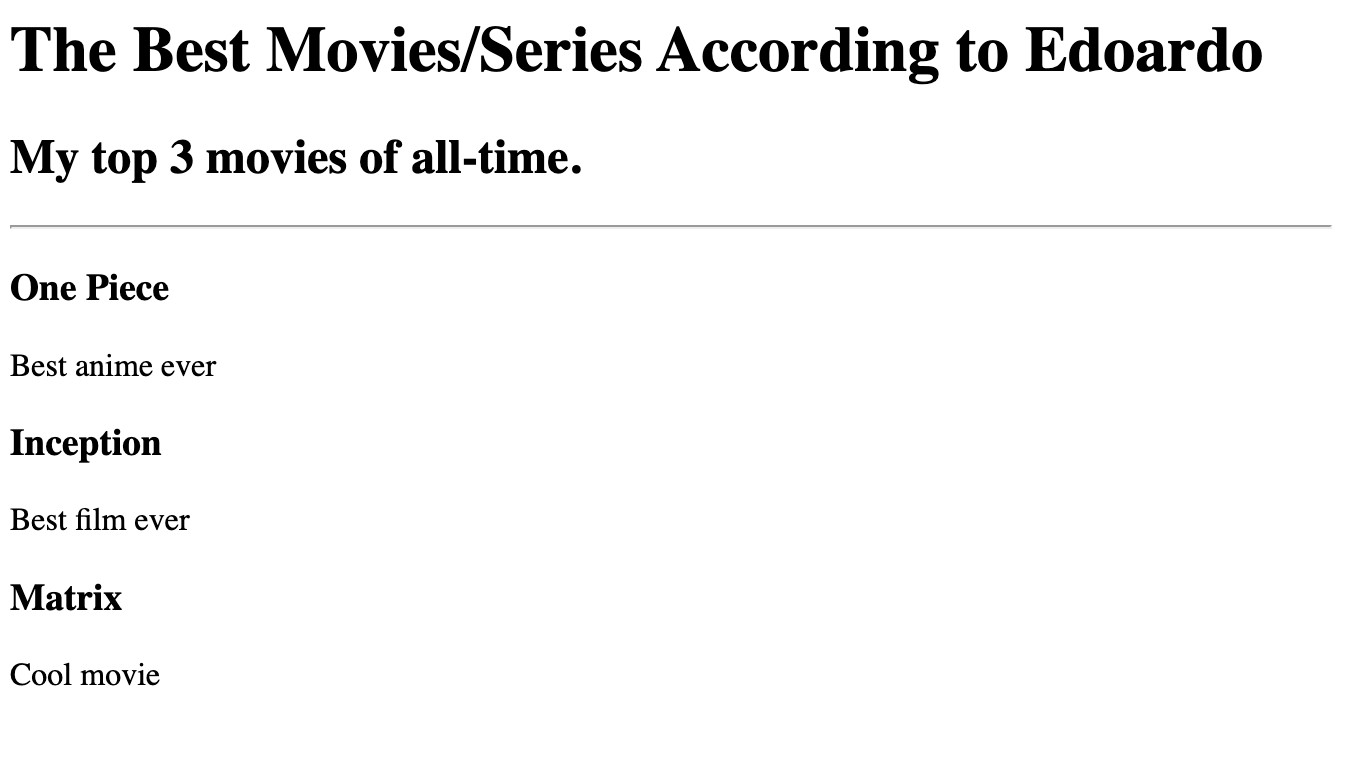 The Best Movies/Series According to Edoardo
My top 3 movies of all-time.
One Piece
Best anime ever
Inception
Best film ever
Matrix
Cool movie